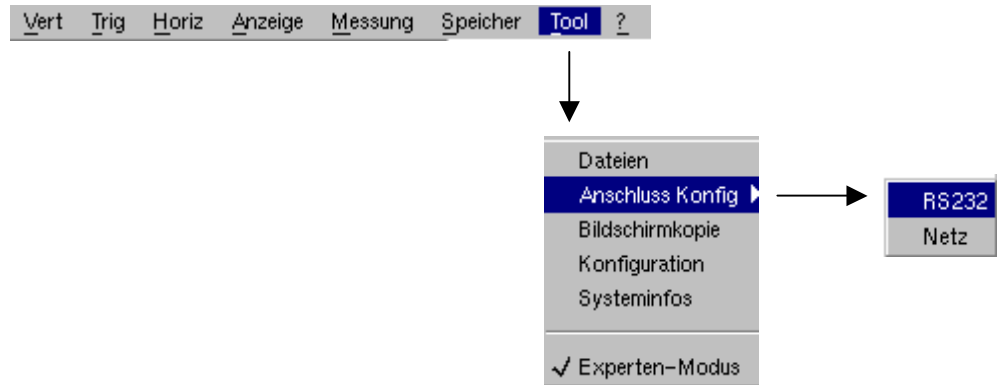 Vert Trig Horiz Anzeige Messung Speicher Tool ?
Dateien
Anschluss Konfig
Bildschirmkopie
Konfiguration
Systeminfos
✓ Experten-Modus
RS232
Netz